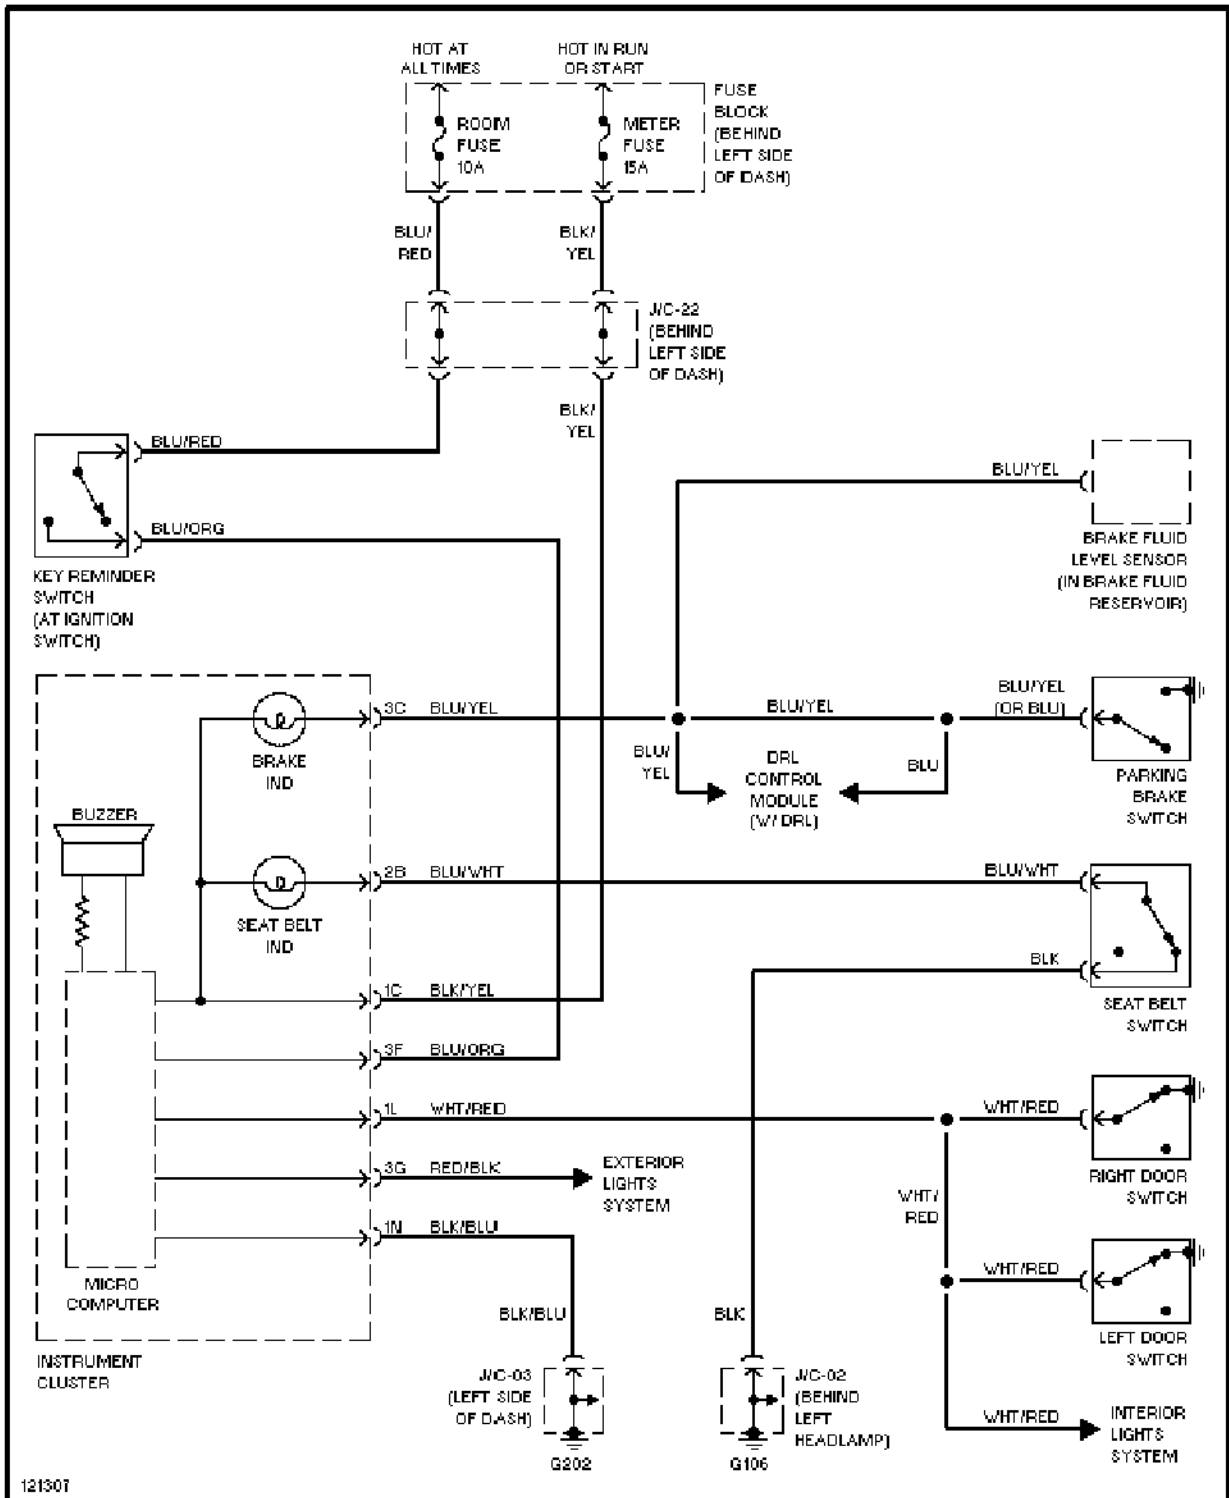 HOT AT
ALL TIMES
HOT IN RUN
OR START
ROOM
FUSE
10A
METER
FUSE
15A
FUSE
BLOCK
(BEHIND
LEFT SIDE
OF DASH)
BLU/
RED
BLK/
YEL
J/C-22
(BEHIND
LEFT SIDE
OF DASH)
BLK/
YEL
BLU/RED
BLU/ORG
KEY REMINDER
SWITCH
(AT IGNITION
SWITCH)
BLU/YEL
BRAKE FLUID
LEVEL SENSOR
(IN BRAKE FLUID
RESERVOIR)
BRAKE
IND
3C BLU/YEL
BLU/YEL
BLU/YEL
(OR BLU)
BLU/
YEL
DRL
CONTROL
MODULE
(W/ DRL)
BLU
PARKING
BRAKE
SWITCH
BUZZER
SEAT BELT
IND
2B BLU/WHT
BLU/WHT
BLK
SEAT BELT
SWITCH
1C BLK/YEL
3F BLU/ORG
1L WHT/RED
WHT/RED
RIGHT DOOR
SWITCH
3G RED/BLK
EXTERIOR
LIGHTS
SYSTEM
WHT/
RED
1N BLK/BLU
WHT/RED
LEFT DOOR
SWITCH
MICRO
COMPUTER
INSTRUMENT
CLUSTER
BLK/BLU
BLK
J/C-03
(LEFT SIDE
OF DASH)
G202
J/C-02
(BEHIND
LEFT
HEADLAMP)
G106
WHT/RED
INTERIOR
LIGHTS
SYSTEM
121307